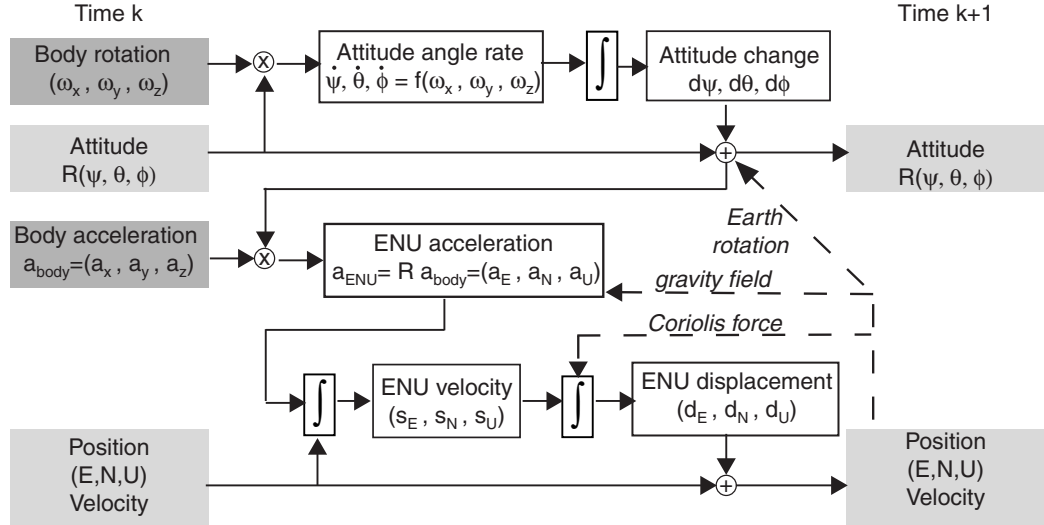 Time k
Time k+1
Body rotation
(ωx , ωy , ωz)
x
Attitude angle rate
ψ̇, θ̇, ϕ̇ = f(ωx , ωy , ωz)
∫
Attitude change
dψ, dθ, dϕ
Attitude
R(ψ, θ, ϕ)
+
Attitude
R(ψ, θ, ϕ)
Earth
rotation
Body acceleration
abody=(ax , ay , az)
x
ENU acceleration
aENU= R abody=(aE , aN , aU)
gravity field
Coriolis force
∫
ENU velocity
(sE , sN , sU)
∫
ENU displacement
(dE , dN , dU)
Position
(E,N,U)
Velocity
+
Position
(E,N,U)
Velocity